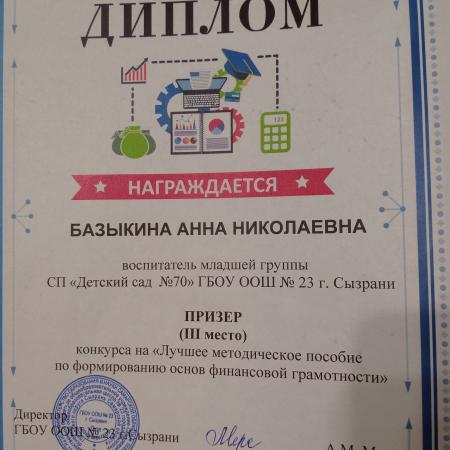 ДИПЛОМ
НАГРАЖДАЕТСЯ
БАЗЫКИНА АННА НИКОЛАЕВНА
воспитатель младшей группы
СП «Детский сад №70» ГБОУ ООШ № 23 г. Сызрани
ПРИЗЕР
(III место)
конкурса на «Лучшее методическое пособие
по формированию основ финансовой грамотности»
Директор
ГБОУ ООШ № 23 г.Сызрани